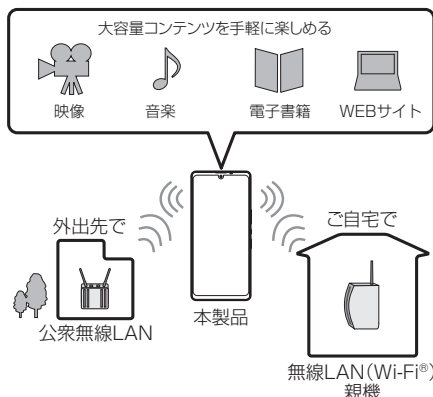 大容量コンテンツを手軽に楽しめる
映像
音楽
電子書籍
WEBサイト
外出先で
ご自宅で
公衆無線LAN
本製品
無線LAN(Wi-Fi®)
親機